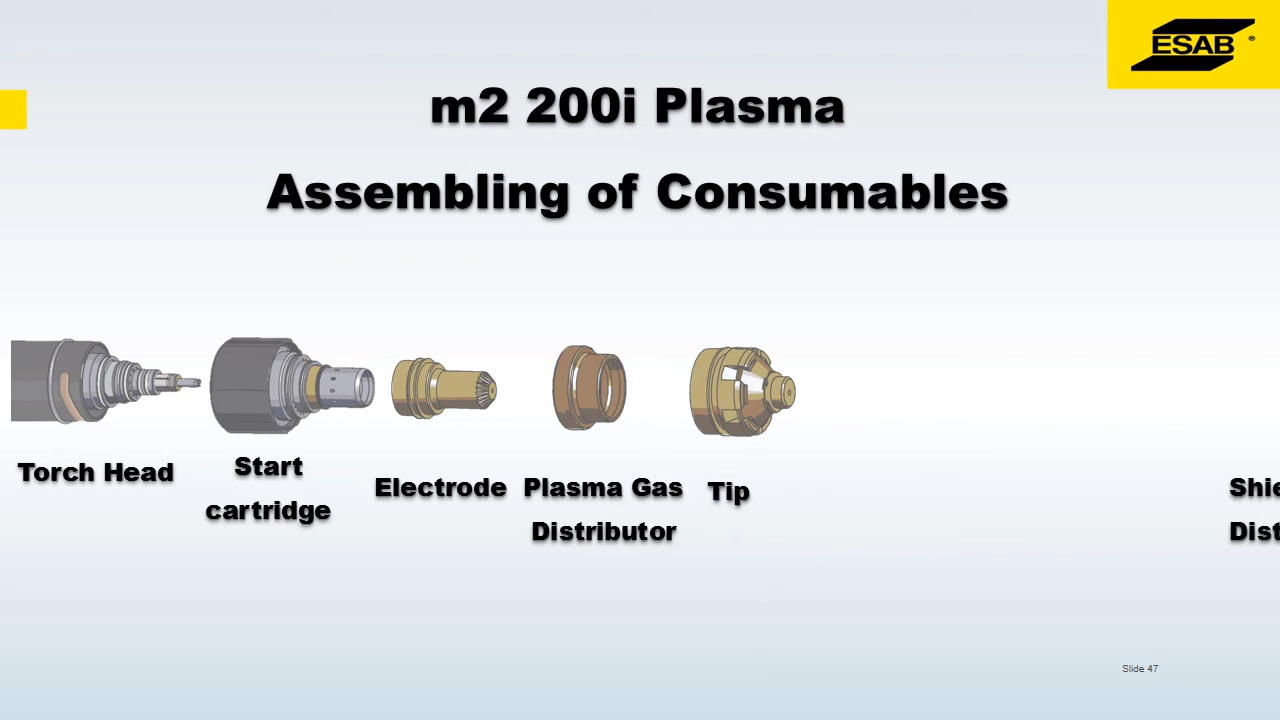 ESAB ®
m2 200i Plasma
Assembling of Consumables
Torch Head
Start
cartridge
Electrode
Plasma Gas
Distributor
Tip
Slide 47